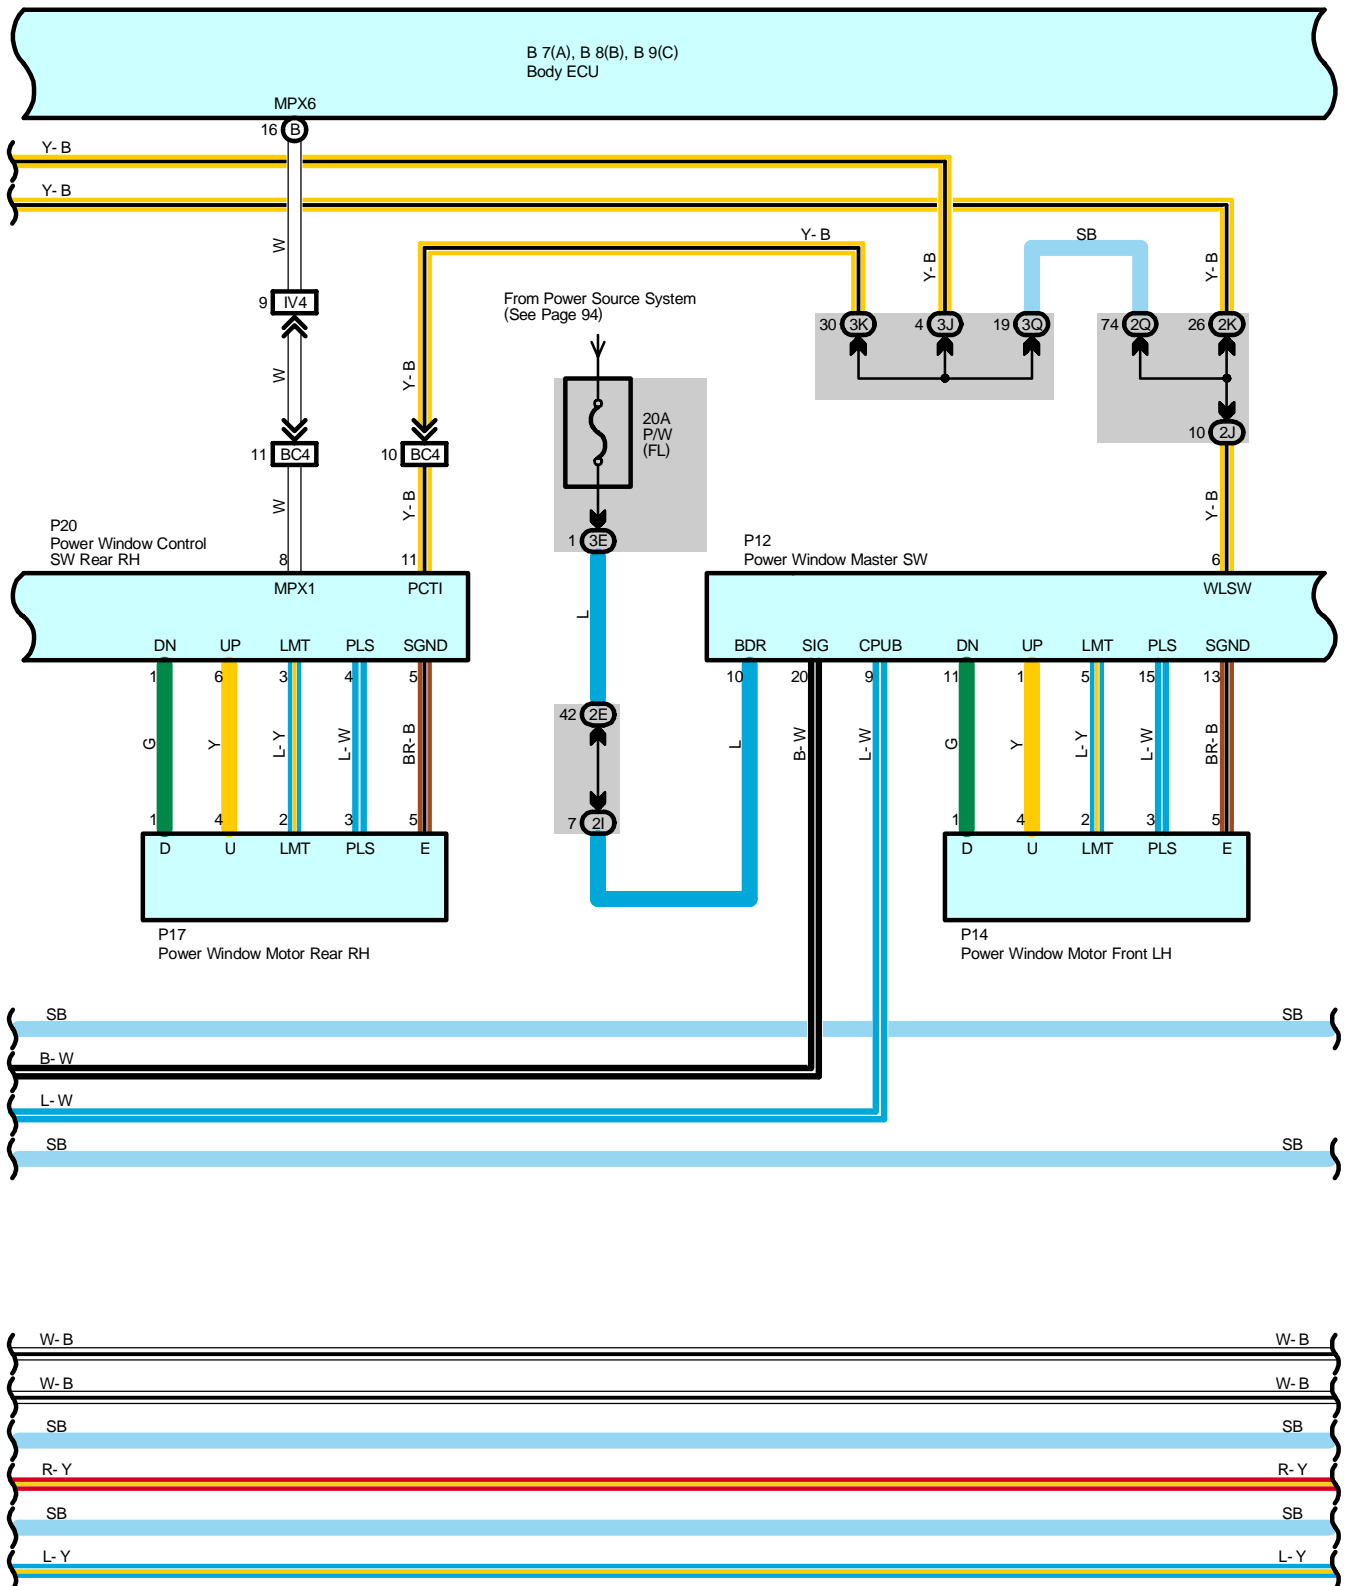 B 7(A), B 8(B), B 9(C)
Body ECU
MPX6
16 B
Y- B
Y- B
W
Y- B
SB
Y- B
Y- B
9 IV4
From Power Source System
(See Page 94)
30 3K
4 3J
19 3Q
74 2Q
26 2K
W
Y- B
20A
P/W
(FL)
10 2J
11 BC4
10 BC4
W
Y- B
Y- B
P20
Power Window Control
SW Rear RH
8
11
1 3E
P12
Power Window Master SW
6
MPX1
PCTI
WLSW
L
DN UP LMT PLS SGND
BDR SIG CPUB DN UP LMT PLS SGND
1 6 3 4 5
10 20 9 11 1 5 15 13
42 2E
G Y L- Y L- W BR- B
L B- W L- W G Y L- Y L- W BR- B
1 4 2 3 5
7 2I
1 4 2 3 5
D U LMT PLS E
D U LMT PLS E
P17
Power Window Motor Rear RH
P14
Power Window Motor Front LH
SB SB
B- W
L- W
SB SB
W- B W- B
W- B W- B
SB SB
R- Y R- Y
SB SB
L- Y L- Y